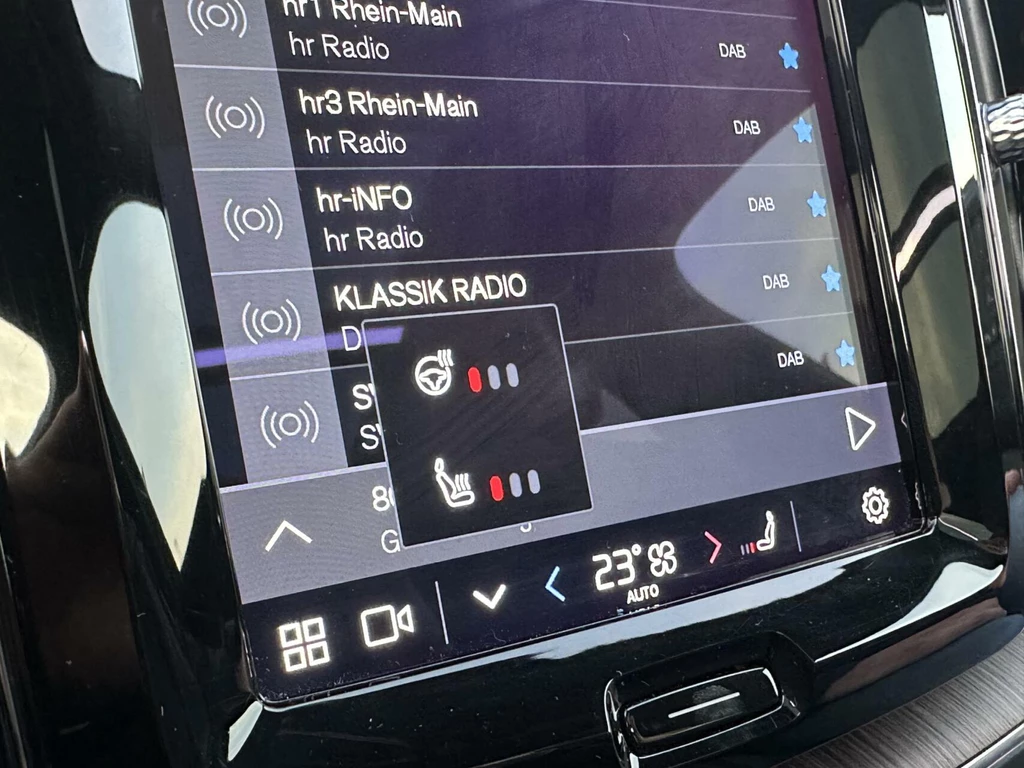 hr1 Rhein-Main
hr Radio
DAB
hr3 Rhein-Main
hr Radio
DAB
hr-iNFO
hr Radio
DAB
KLASSIK RADIO
D
DAB
DAB
G
23°
AUTO